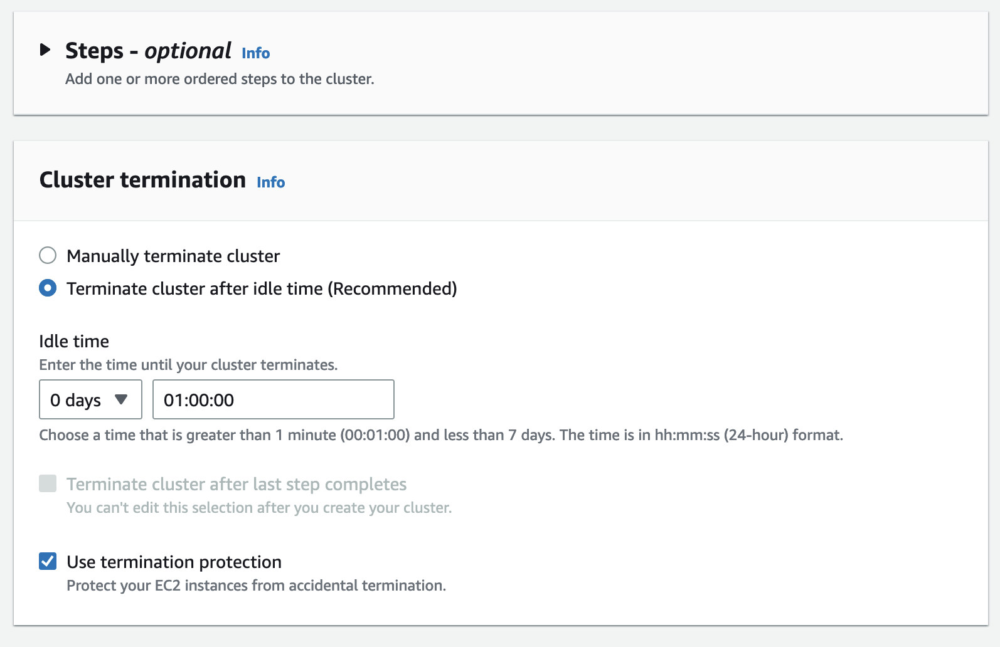 Steps - optional Info
Add one or more ordered steps to the cluster.
Cluster termination Info
Manually terminate cluster
Terminate cluster after idle time (Recommended)
Idle time
Enter the time until your cluster terminates.
0 days 01:00:00
Choose a time that is greater than 1 minute (00:01:00) and less than 7 days. The time is in hh:mm:ss (24-hour) format.
Terminate cluster after last step completes
You can't edit this selection after you create your cluster.
Use termination protection
Protect your EC2 instances from accidental termination.